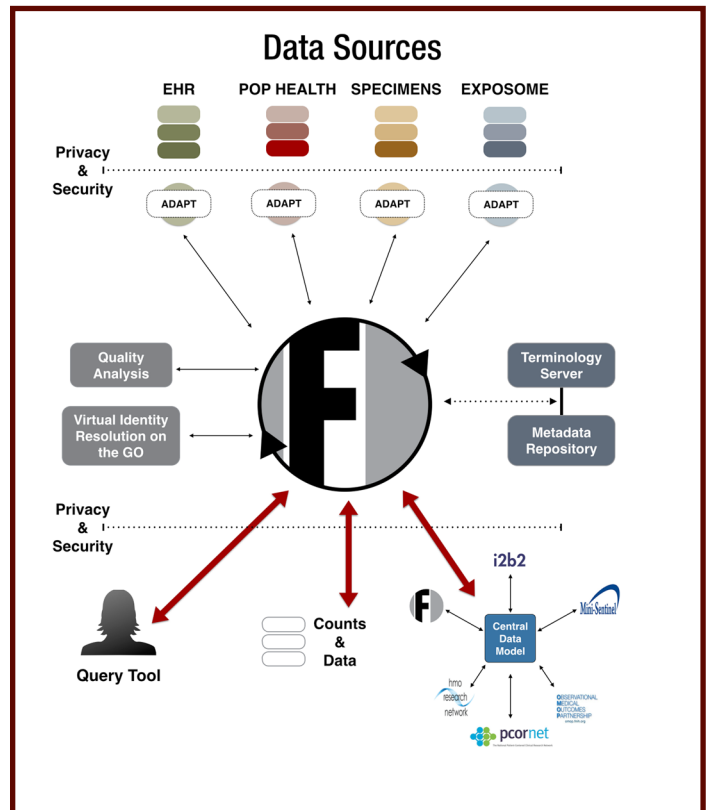 Data Sources
EHR
POP HEALTH
SPECIMENS
EXPOSOME
Privacy
&
Security
ADAPT
ADAPT
ADAPT
ADAPT
F
Quality
Analysis
Virtual Identity
Resolution on
the GO
Terminology
Server
Metadata
Repository
Privacy
&
Security
Query Tool
Counts
&
Data
i2b2
F
Mini-Sentinel
Central
Data
Model
hmo
research
network
OBSERVATIONAL
MEDICAL
OUTCOMES
PARTNERSHIP
pcornet